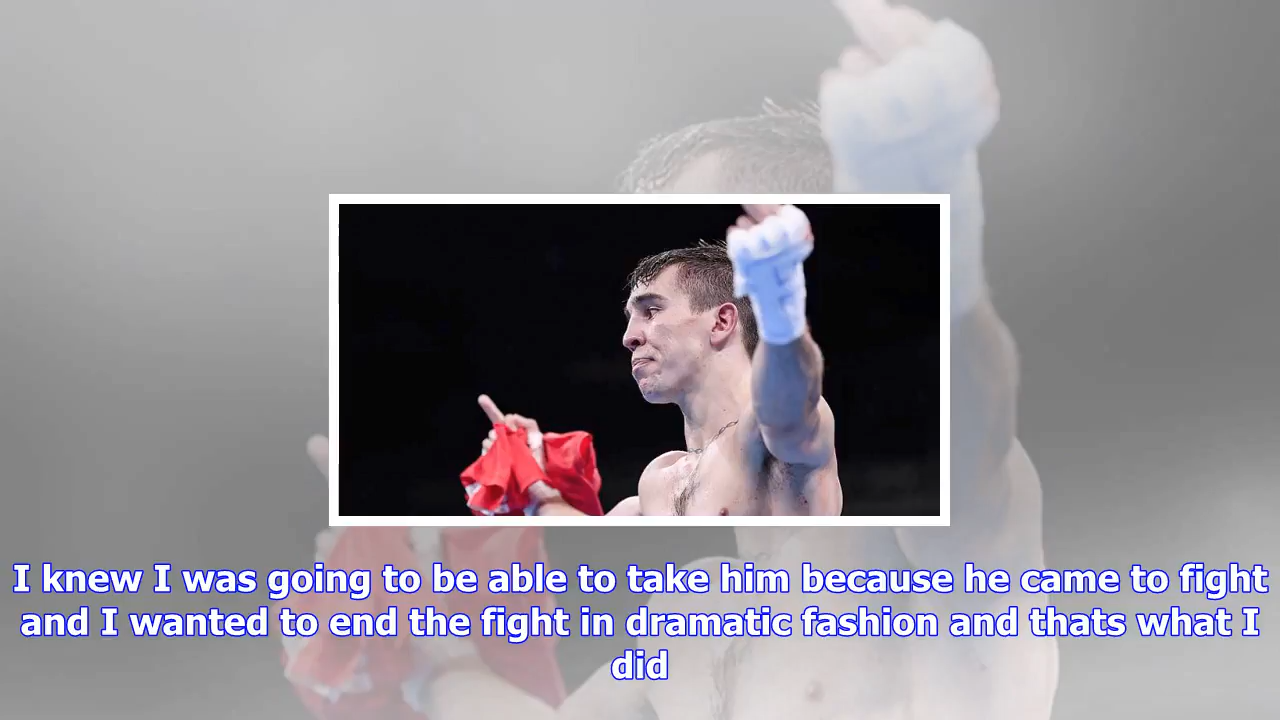 I knew I was going to be able to take him because he came to fight
and I wanted to end the fight in dramatic fashion and thats what I
did